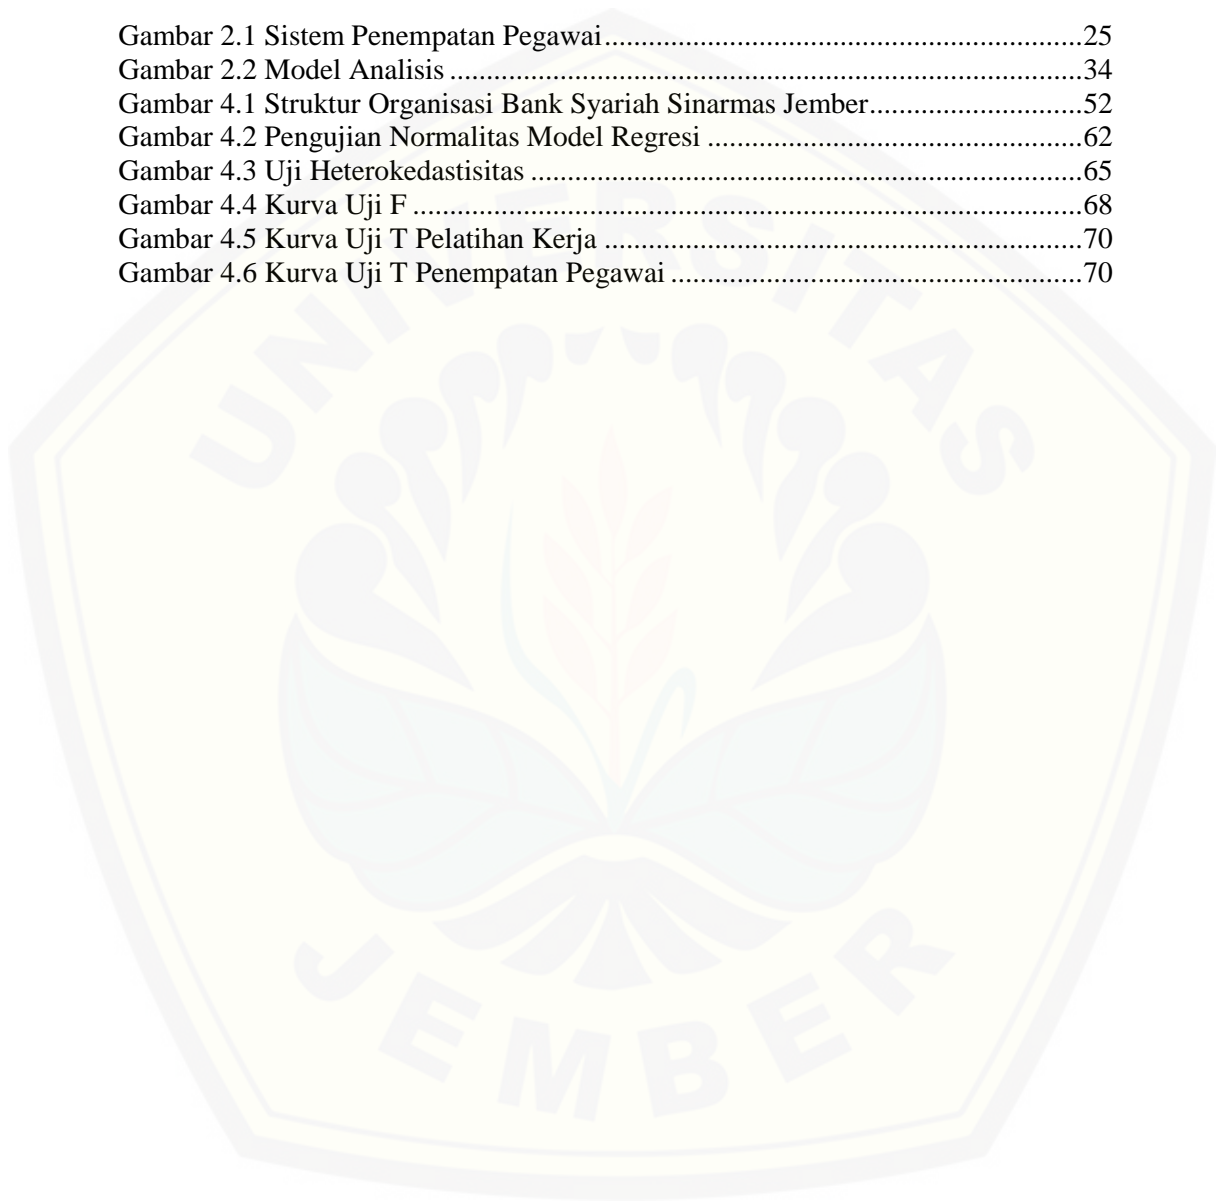 Gambar 2.1 Sistem Penempatan Pegawai.................................................................25
Gambar 2.2 Model Analisis ......................................................................................34
Gambar 4.1 Struktur Organisasi Bank Syariah Sinarmas Jember.............................52
Gambar 4.2 Pengujian Normalitas Model Regresi ...................................................62
Gambar 4.3 Uji Heterokedastisitas ...........................................................................65
Gambar 4.4 Kurva Uji F ...........................................................................................68
Gambar 4.5 Kurva Uji T Pelatihan Kerja .................................................................70
Gambar 4.6 Kurva Uji T Penempatan Pegawai ........................................................70
UNIVERSITAS
JEMBER